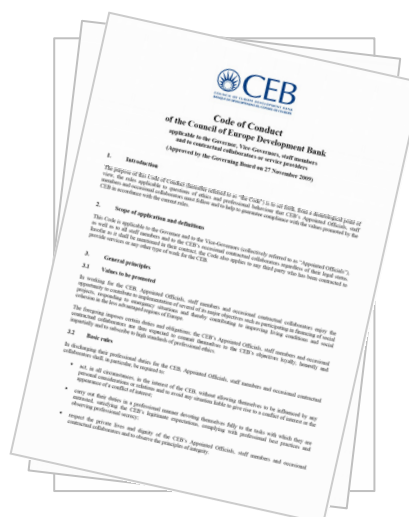 CEB
COUNCIL OF EUROPE DEVELOPMENT BANK
BANQUE DE DÉVELOPPEMENT DU CONSEIL DE L'EUROPE
Code of Conduct
of the Council of Europe Development Bank
applicable to the Governor, Vice-Governors, staff members
and to contractual collaborators or service providers
(Approved by the Governing Board on 27 November 2009)
1. Introduction
The purpose of this Code of Conduct (hereafter referred to as "the Code") is to set forth, from a deontological point of
view, the rules applicable to questions of ethics and professional behaviour that CEB's Appointed Officials, staff
members and occasional collaborators must follow and to help to guarantee compliance with the values promoted by the
CEB in accordance with the current rules.
2. Scope of application and definitions
This Code is applicable to the Governor and to the Vice-Governors (collectively referred to as "Appointed Officials"),
as well as to all staff members and to the CEB's occasional contractual collaborators regardless of their legal status.
Insofar as it shall be mentioned in their contract, the Code also applies to any third party who has been contracted to
provide services or any other type of work for the CEB.
3. General principles
3.1 Values to be promoted
In working for the CEB, Appointed Officials, staff members and occasional collaborators enjoy the
opportunity to contribute to implementation of several of its major objectives such as participating in financing of social
projects, responding to emergency situations and thereby contributing to improving living conditions and social
cohesion in the less advantaged regions of Europe.
The foregoing imposes certain duties and obligations: the CEB's Appointed Officials, staff members and occasional
contractual collaborators are thus expected to commit themselves to the CEB's objectives loyally, honestly and
impartially and to subscribe to high standards of professional ethics.
3.2 Basic rules
In discharging their professional duties for the CEB, Appointed Officials, staff members and occasional contractual
collaborators shall, in particular, be required to:
• act, in all circumstances, in the interest of the CEB, without allowing themselves to be influenced by any
personal considerations or relations and to avoid any situation liable to give rise to a conflict of interest or the
appearance of a conflict of interest;
• carry out their duties in a professional manner devoting themselves fully to the tasks with which they are
entrusted, satisfying the CEB's legitimate expectations, complying with professional best practices and
observing professional secrecy;
• respect the private lives and dignity of the CEB's Appointed Officials, staff members and occasional
contractual collaborators and to observe the principles of integrity.